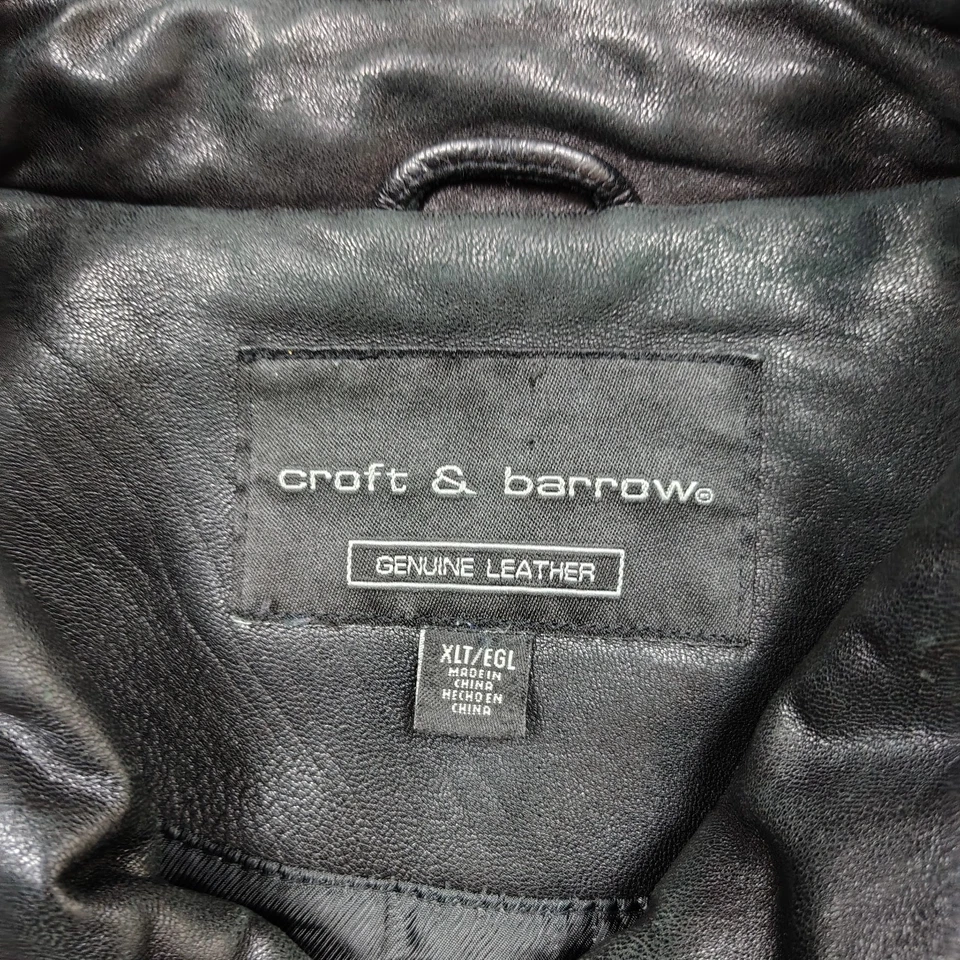 croft & barrow®
GENUINE LEATHER
XLT/EGL
MADE IN
CHINA
HECHO EN
CHINA